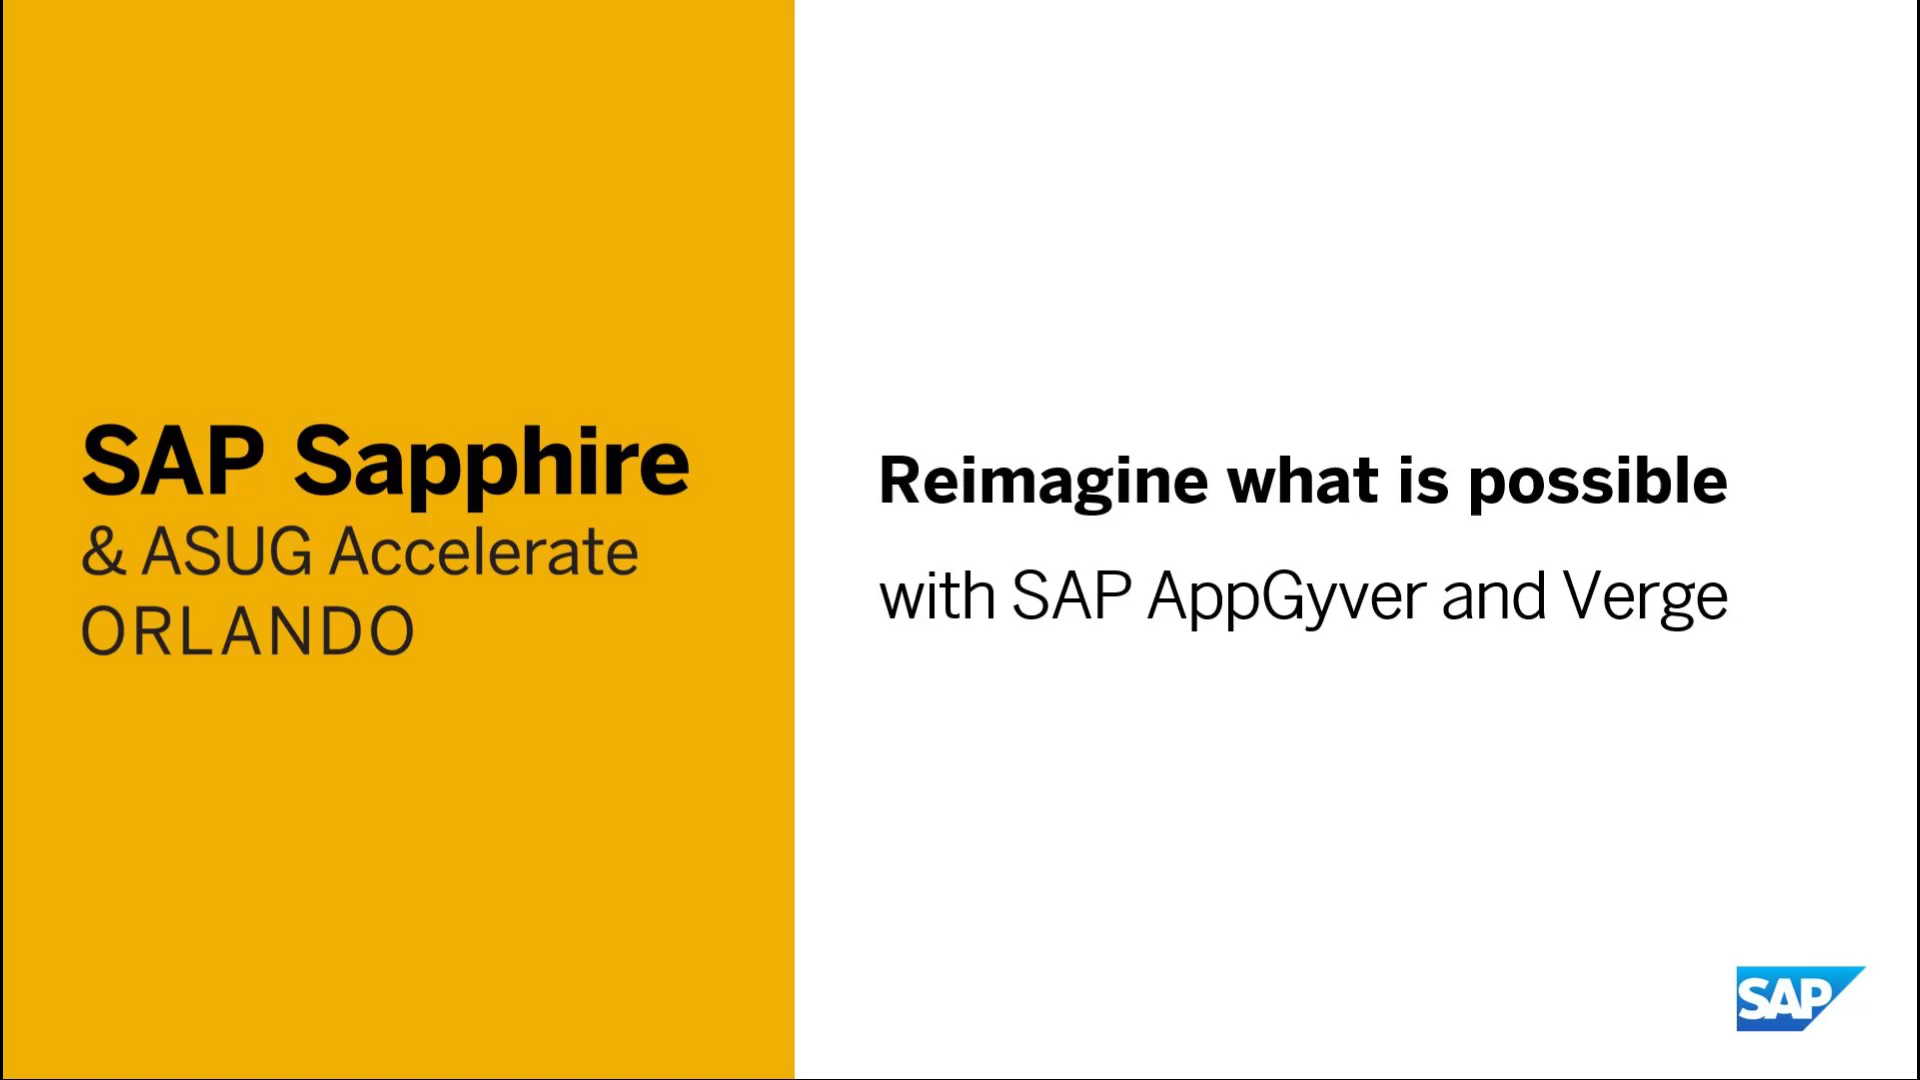 SAP Sapphire
& ASUG Accelerate
ORLANDO
Reimagine what is possible
with SAP AppGyver and Verge
SAP